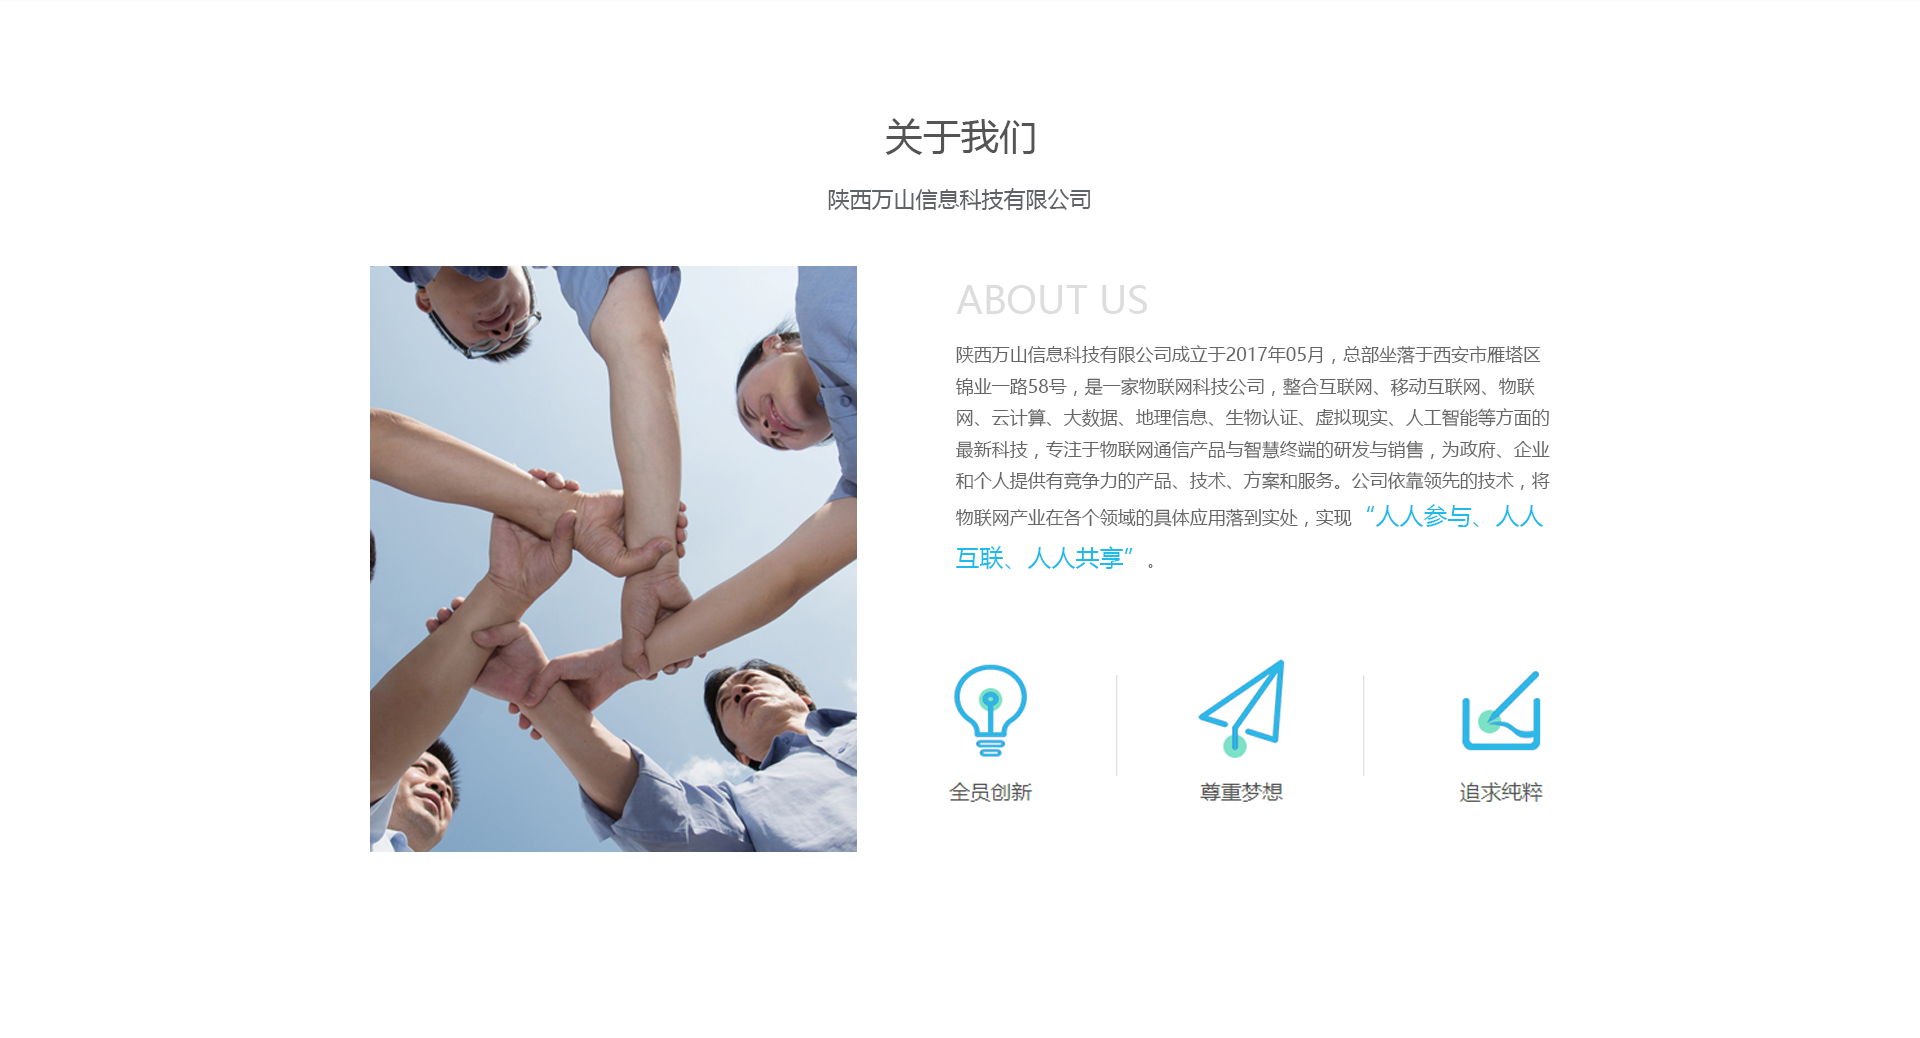 关于我们
陕西万山信息科技有限公司
ABOUT US
陕西万山信息科技有限公司成立于2017年05月，总部坐落于西安市雁塔区
锦业一路58号，是一家物联网科技公司，整合互联网、移动互联网、物联
网、云计算、大数据、地理信息、生物认证、虚拟现实、人工智能等方面的
最新科技，专注于物联网通信产品与智慧终端的研发与销售，为政府、企业
和个人提供有竞争力的产品、技术、方案和服务。公司依靠领先的技术，将
物联网产业在各个领域的具体应用落到实处，实现“人人参与、人人
互联、人人共享”。
全员创新
尊重梦想
追求纯粹